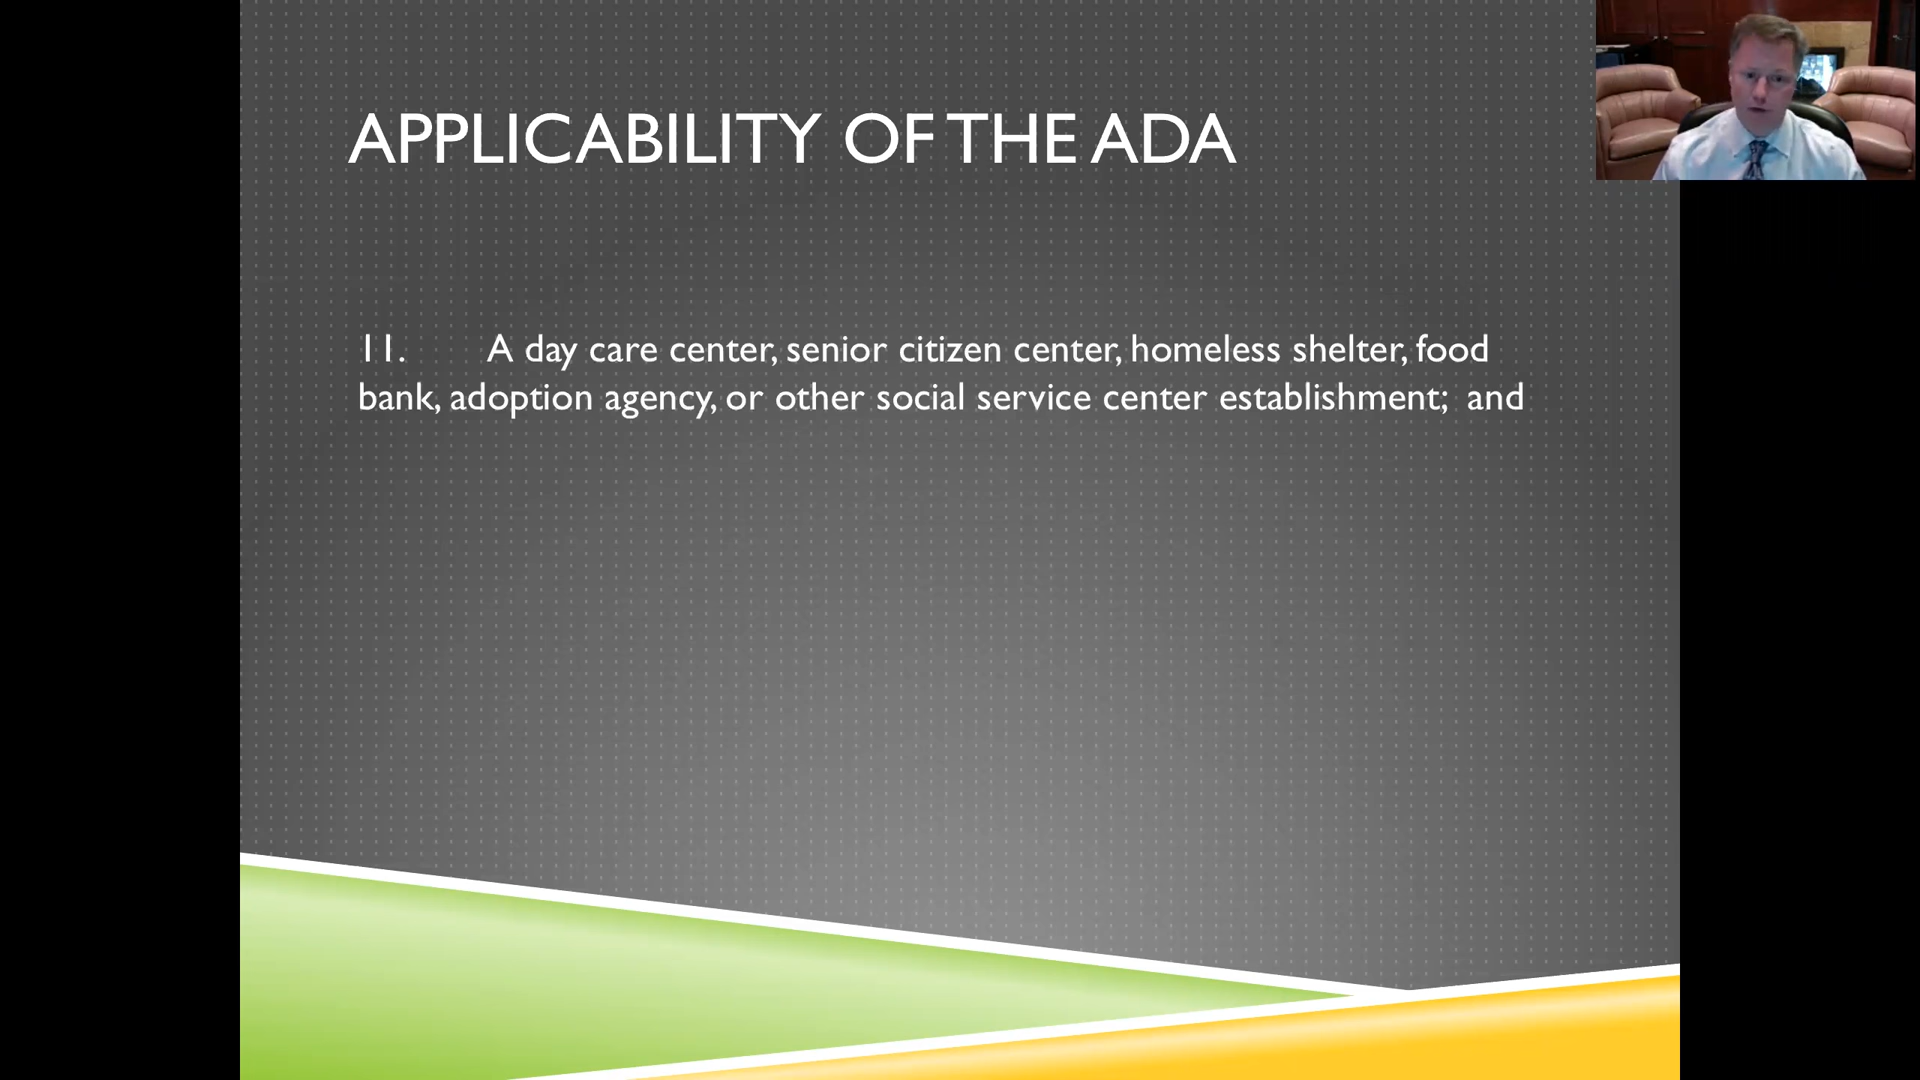 APPLICABILITY OF THE ADA
11. A day care center, senior citizen center, homeless shelter, food
bank, adoption agency, or other social service center establishment; and